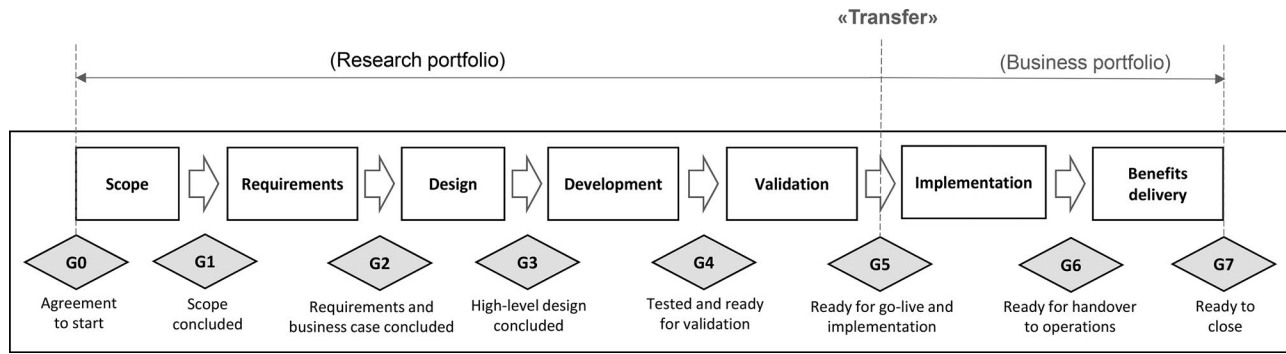 «Transfer»
(Research portfolio)
(Business portfolio)
Scope
Requirements
Design
Development
Validation
Implementation
Benefits
delivery
G0
G1
G2
G3
G4
G5
G6
G7
Agreement
to start
Scope
concluded
Requirements and
business case concluded
High-level design
concluded
Tested and ready
for validation
Ready for go-live and
implementation
Ready for handover
to operations
Ready to
close